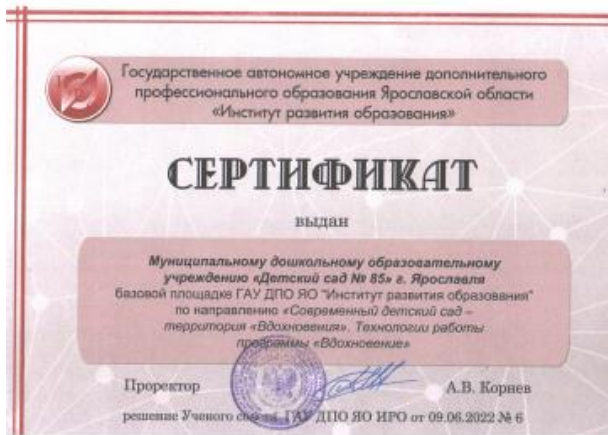 Государственное автономное учреждение дополнительного
профессионального образования Ярославской области
«Институт развития образования»
СЕРТИФИКАТ
выдан
Муниципальному дошкольному образовательному
учреждению «Детский сад № 85» г. Ярославля
базовой площадке ГАУ ДПО ЯО "Институт развития образования"
по направлению «Современный детский сад –
территория «Вдохновения». Технологии работы
программы «Вдохновение»
Проректор
А.В. Корнев
решение Ученого совета ГАУ ДПО ЯО ИРО от 09.06.2022 № 6